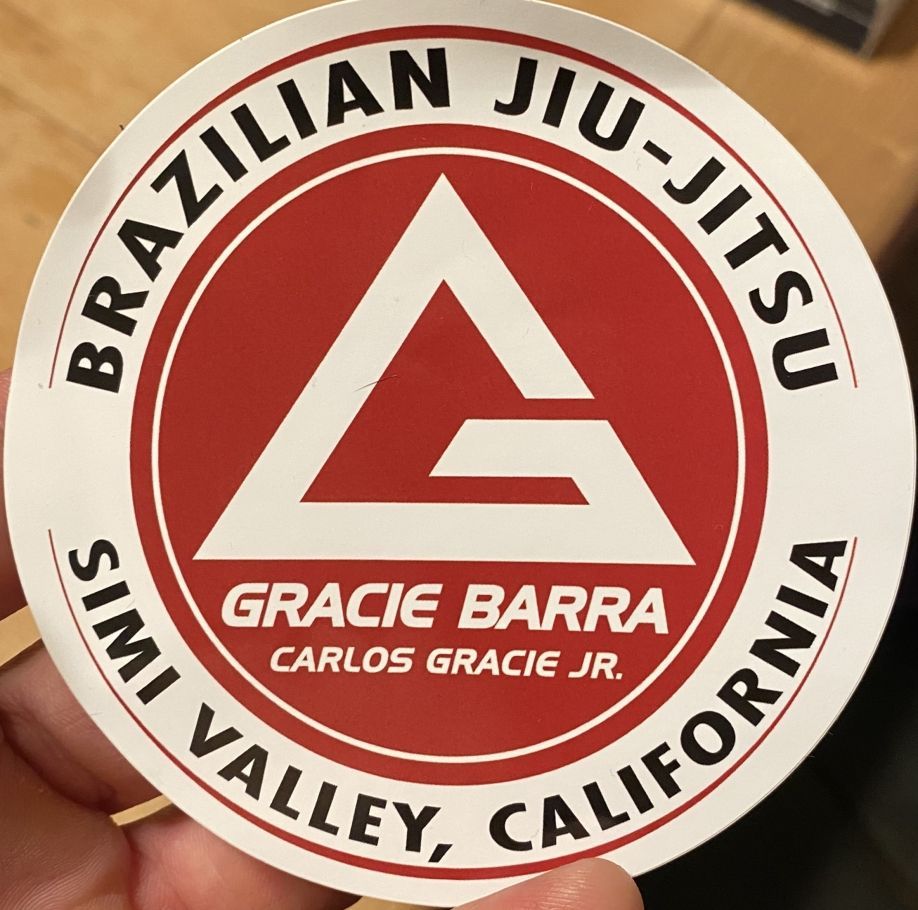 BRAZILIAN JIU-JITSU
GRACIE BARRA
CARLOS GRACIE JR.
SIMI VALLEY, CALIFORNIA